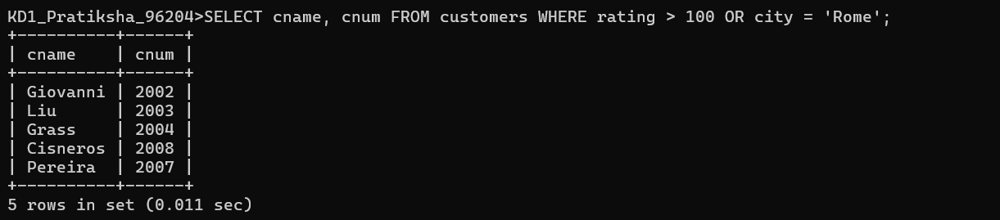 KD1_Pratiksha_96204>SELECT cname, cnum FROM customers WHERE rating > 100 OR city = 'Rome';
+----------+------+
| cname    | cnum |
+----------+------+
| Giovanni | 2002 |
| Liu      | 2003 |
| Grass    | 2004 |
| Cisneros | 2008 |
| Pereira  | 2007 |
+----------+------+
5 rows in set (0.011 sec)